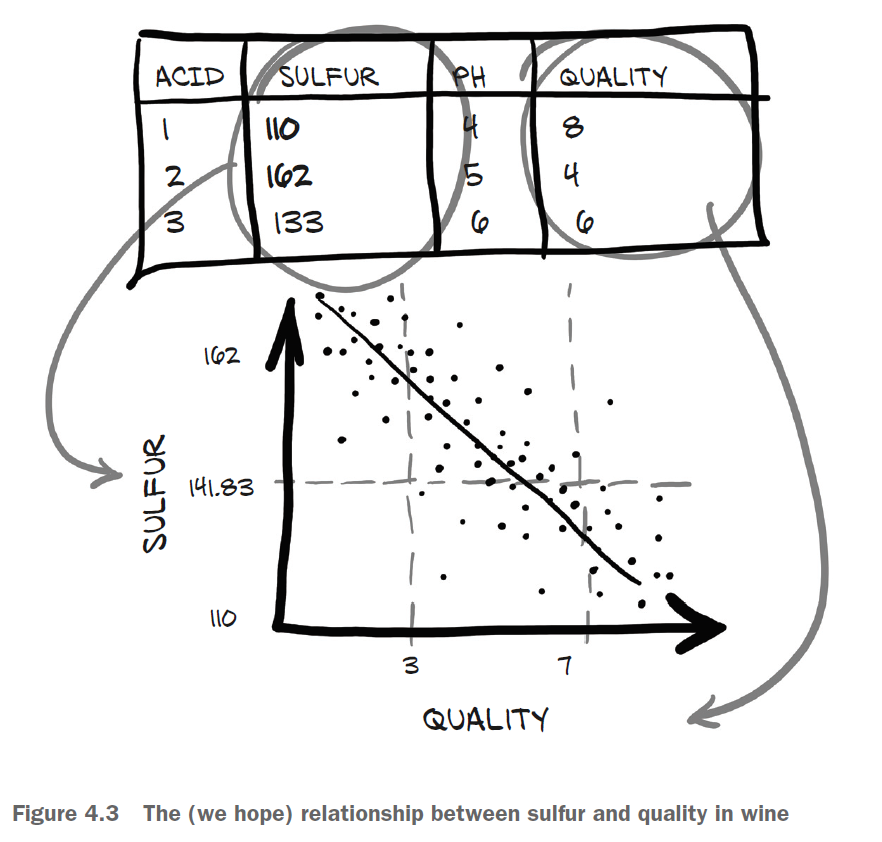 ACID SULFUR PH QUALITY
1 110 4 8
2 162 5 4
3 133 6 6
162
SULFUR
141.83
110
3 7
QUALITY
Figure 4.3 The (we hope) relationship between sulfur and quality in wine